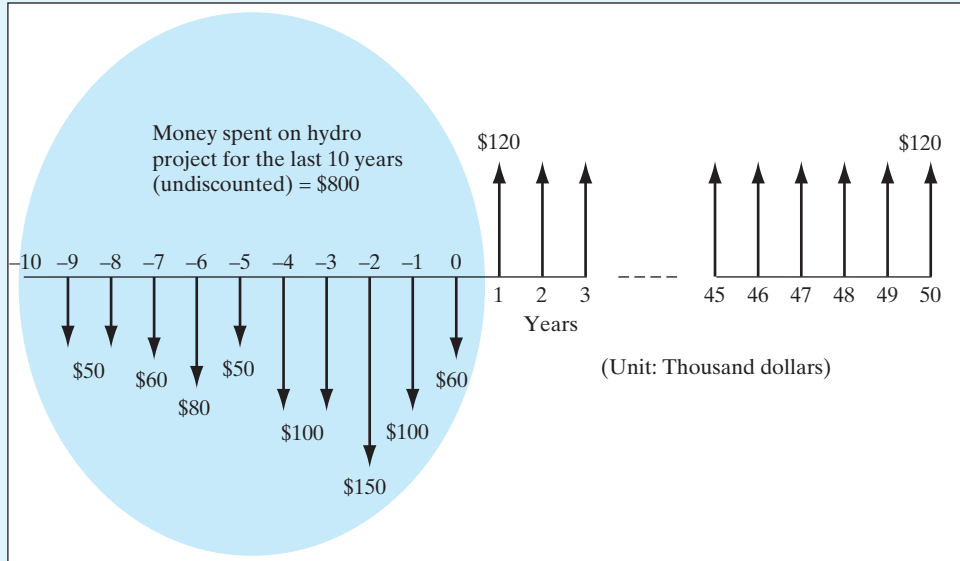 Money spent on hydro
project for the last 10 years
(undiscounted) = $800
$120
$120
–10 –9 –8 –7 –6 –5 –4 –3 –2 –1 0
1 2 3
45 46 47 48 49 50
Years
(Unit: Thousand dollars)
$50
$60
$80
$50
$100
$150
$100
$60